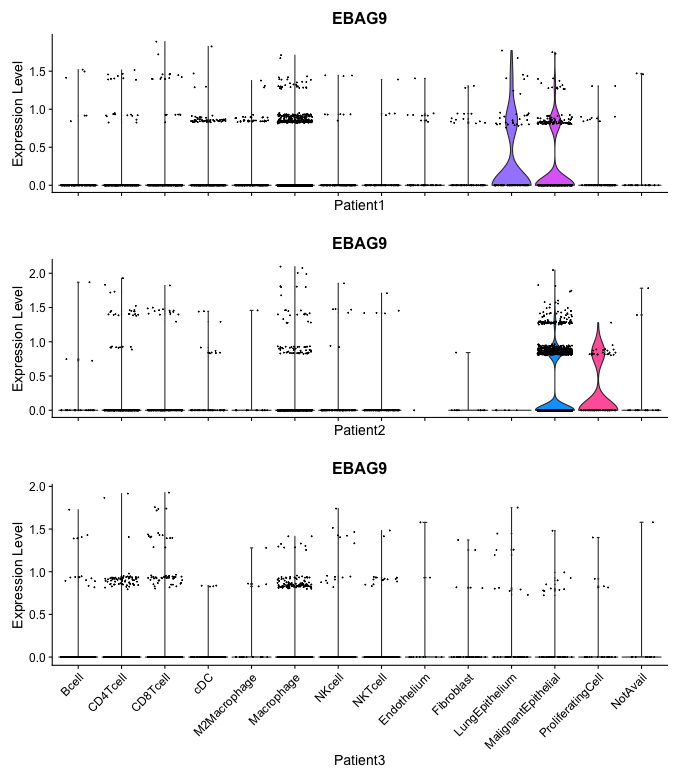 EBAG9
Expression Level
1.5
1.0
0.5
0.0
Patient1
EBAG9
Expression Level
2.0
1.5
1.0
0.5
0.0
Patient2
EBAG9
Expression Level
2.0
1.5
1.0
0.5
0.0
Bcell
CD4Tcell
CD8Tcell
cDC
M2Macrophage
Macrophage
NKcell
NKTcell
Endothelium
Fibroblast
LungEpithelium
MalignantEpithelial
ProliferatingCell
NotAvail
Patient3